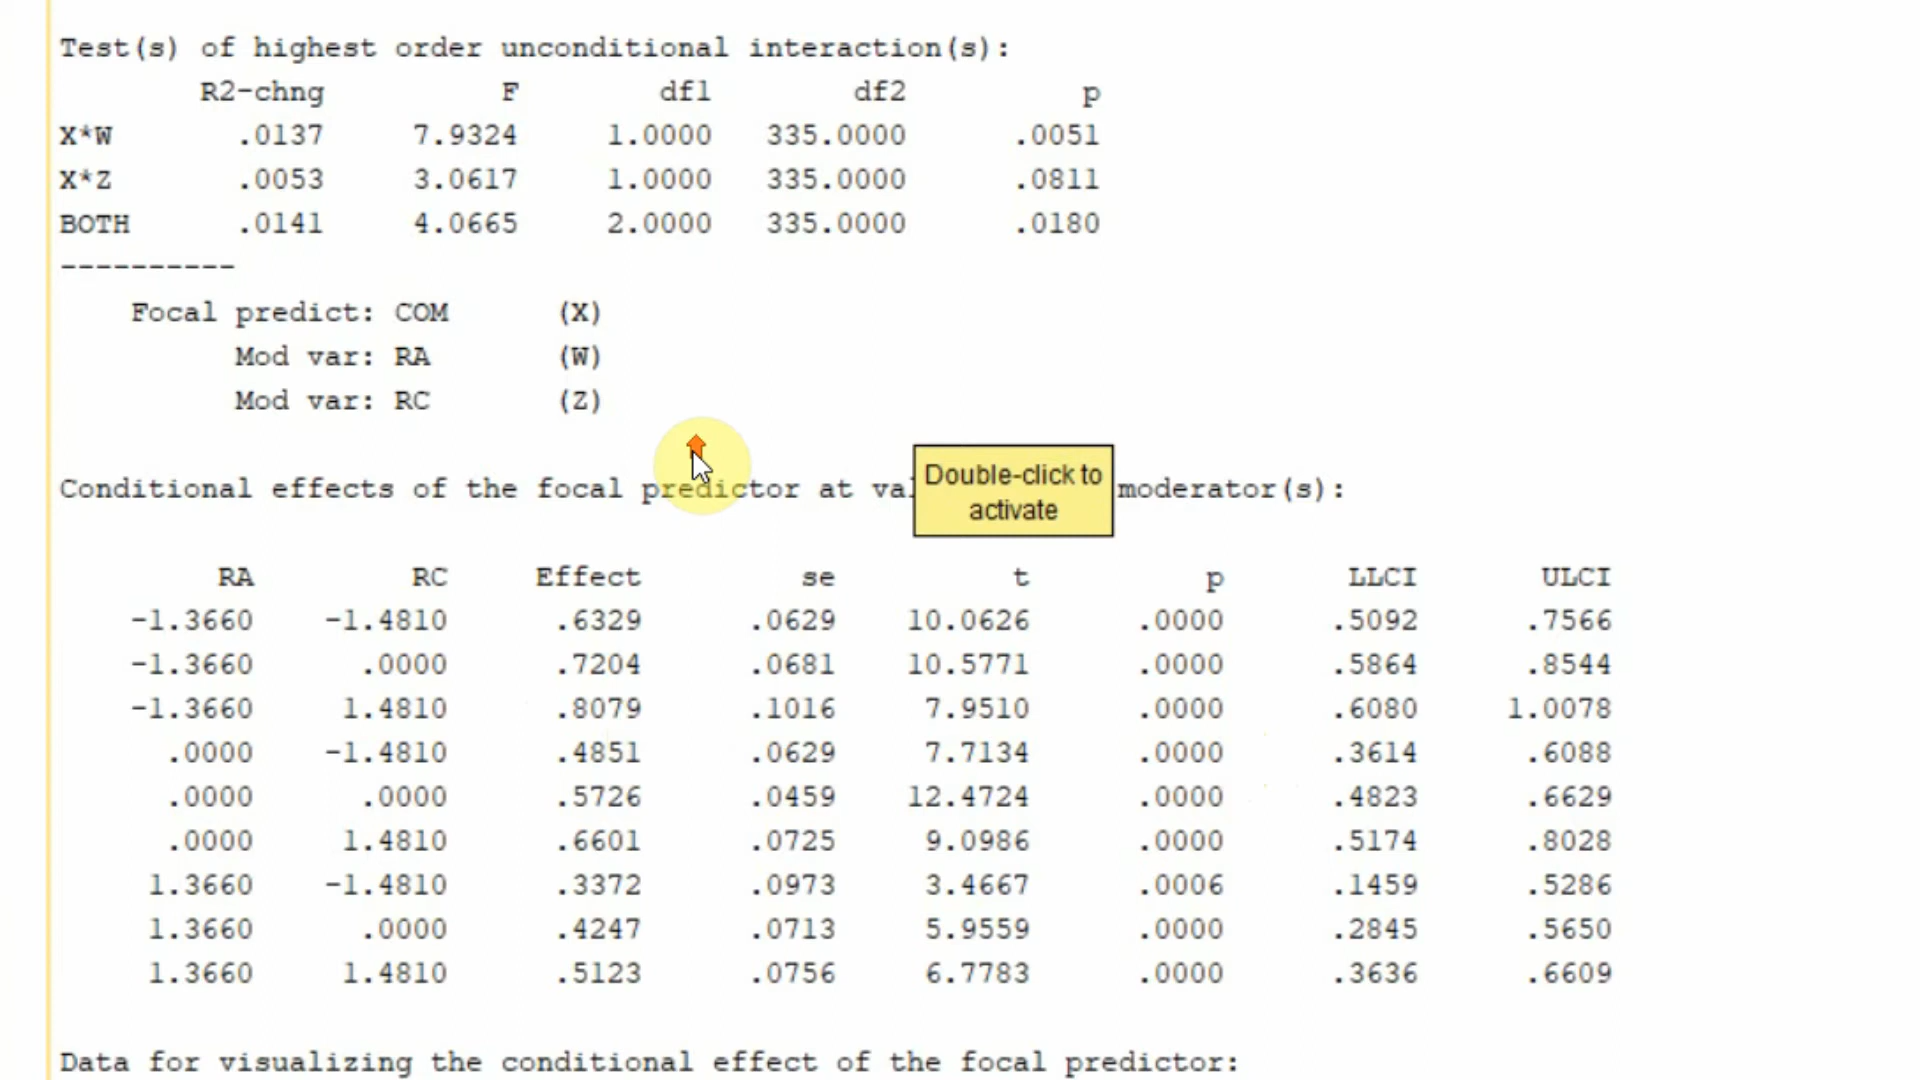 Test(s) of highest order unconditional interaction(s):
R2-chng F df1 df2 p
X*W .0137 7.9324 1.0000 335.0000 .0051
X*Z .0053 3.0617 1.0000 335.0000 .0811
BOTH .0141 4.0665 2.0000 335.0000 .0180
----------
Focal predict: COM (X)
Mod var: RA (W)
Mod var: RC (Z)
Double-click to
activate
Conditional effects of the focal predictor at moderator(s):
RA RC Effect se t p LLCI ULCI
-1.3660 -1.4810 .6329 .0629 10.0626 .0000 .5092 .7566
-1.3660 .0000 .7204 .0681 10.5771 .0000 .5864 .8544
-1.3660 1.4810 .8079 .1016 7.9510 .0000 .6080 1.0078
.0000 -1.4810 .4851 .0629 7.7134 .0000 .3614 .6088
.0000 .0000 .5726 .0459 12.4724 .0000 .4823 .6629
.0000 1.4810 .6601 .0725 9.0986 .0000 .5174 .8028
1.3660 -1.4810 .3372 .0973 3.4667 .0006 .1459 .5286
1.3660 .0000 .4247 .0713 5.9559 .0000 .2845 .5650
1.3660 1.4810 .5123 .0756 6.7783 .0000 .3636 .6609
Data for visualizing the conditional effect of the focal predictor: